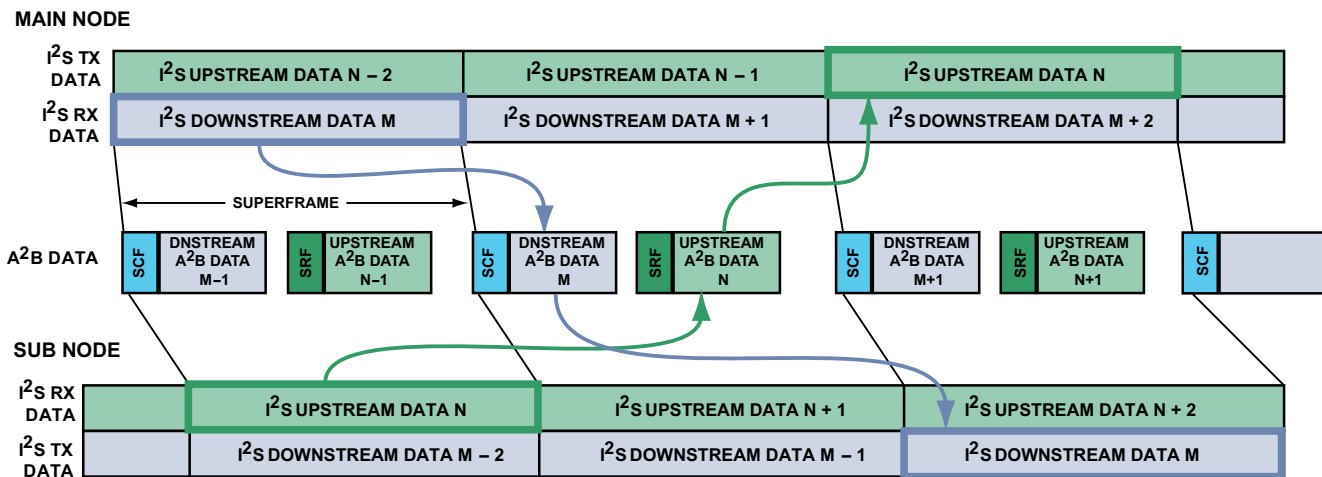 MAIN NODE
I²S TX DATA
I²S UPSTREAM DATA N – 2
I²S UPSTREAM DATA N – 1
I²S UPSTREAM DATA N
I²S RX DATA
I²S DOWNSTREAM DATA M
I²S DOWNSTREAM DATA M + 1
I²S DOWNSTREAM DATA M + 2
SUPERFRAME
A²B DATA
SCF
DNSTREAM
A²B DATA
M–1
SRF
UPSTREAM
A²B DATA
N–1
SCF
DNSTREAM
A²B DATA
M
SRF
UPSTREAM
A²B DATA
N
SCF
DNSTREAM
A²B DATA
M+1
SRF
UPSTREAM
A²B DATA
N+1
SCF
SUB NODE
I²S RX DATA
I²S UPSTREAM DATA N
I²S UPSTREAM DATA N + 1
I²S UPSTREAM DATA N + 2
I²S TX DATA
I²S DOWNSTREAM DATA M – 2
I²S DOWNSTREAM DATA M – 1
I²S DOWNSTREAM DATA M